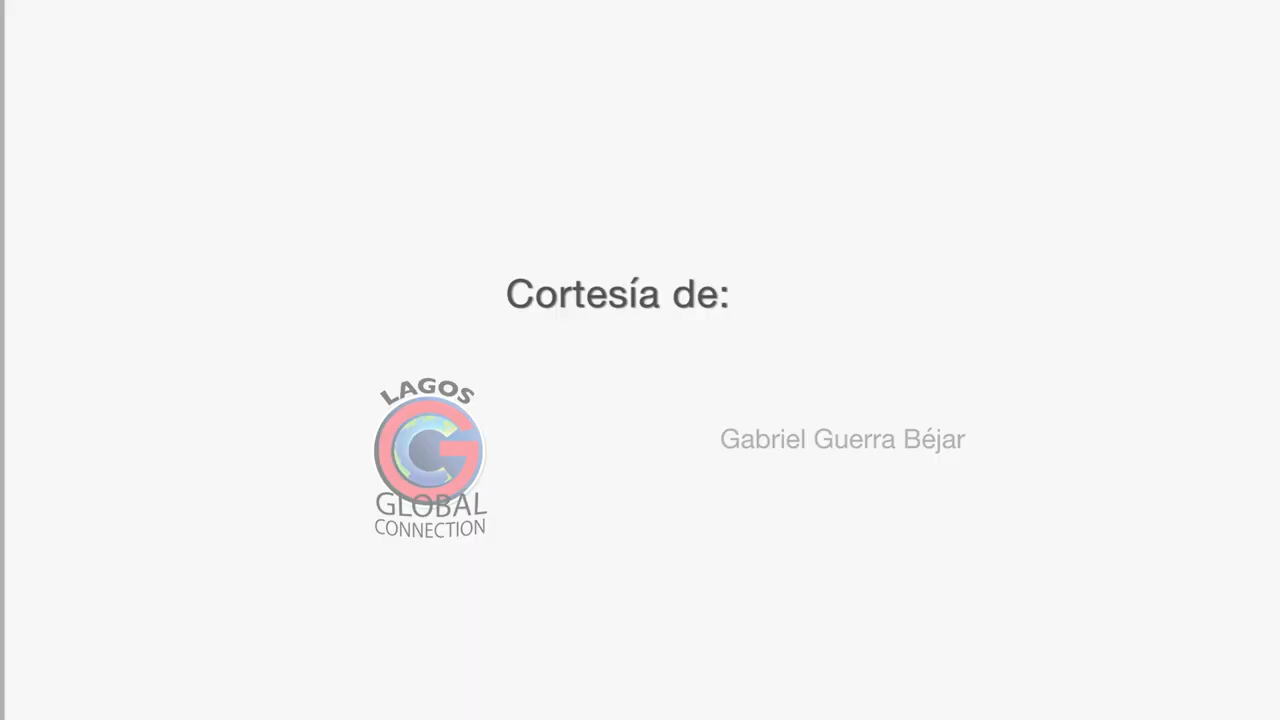 Cortesía de:
LAGOS
GLOBAL
CONNECTION
Gabriel Guerra Béjar